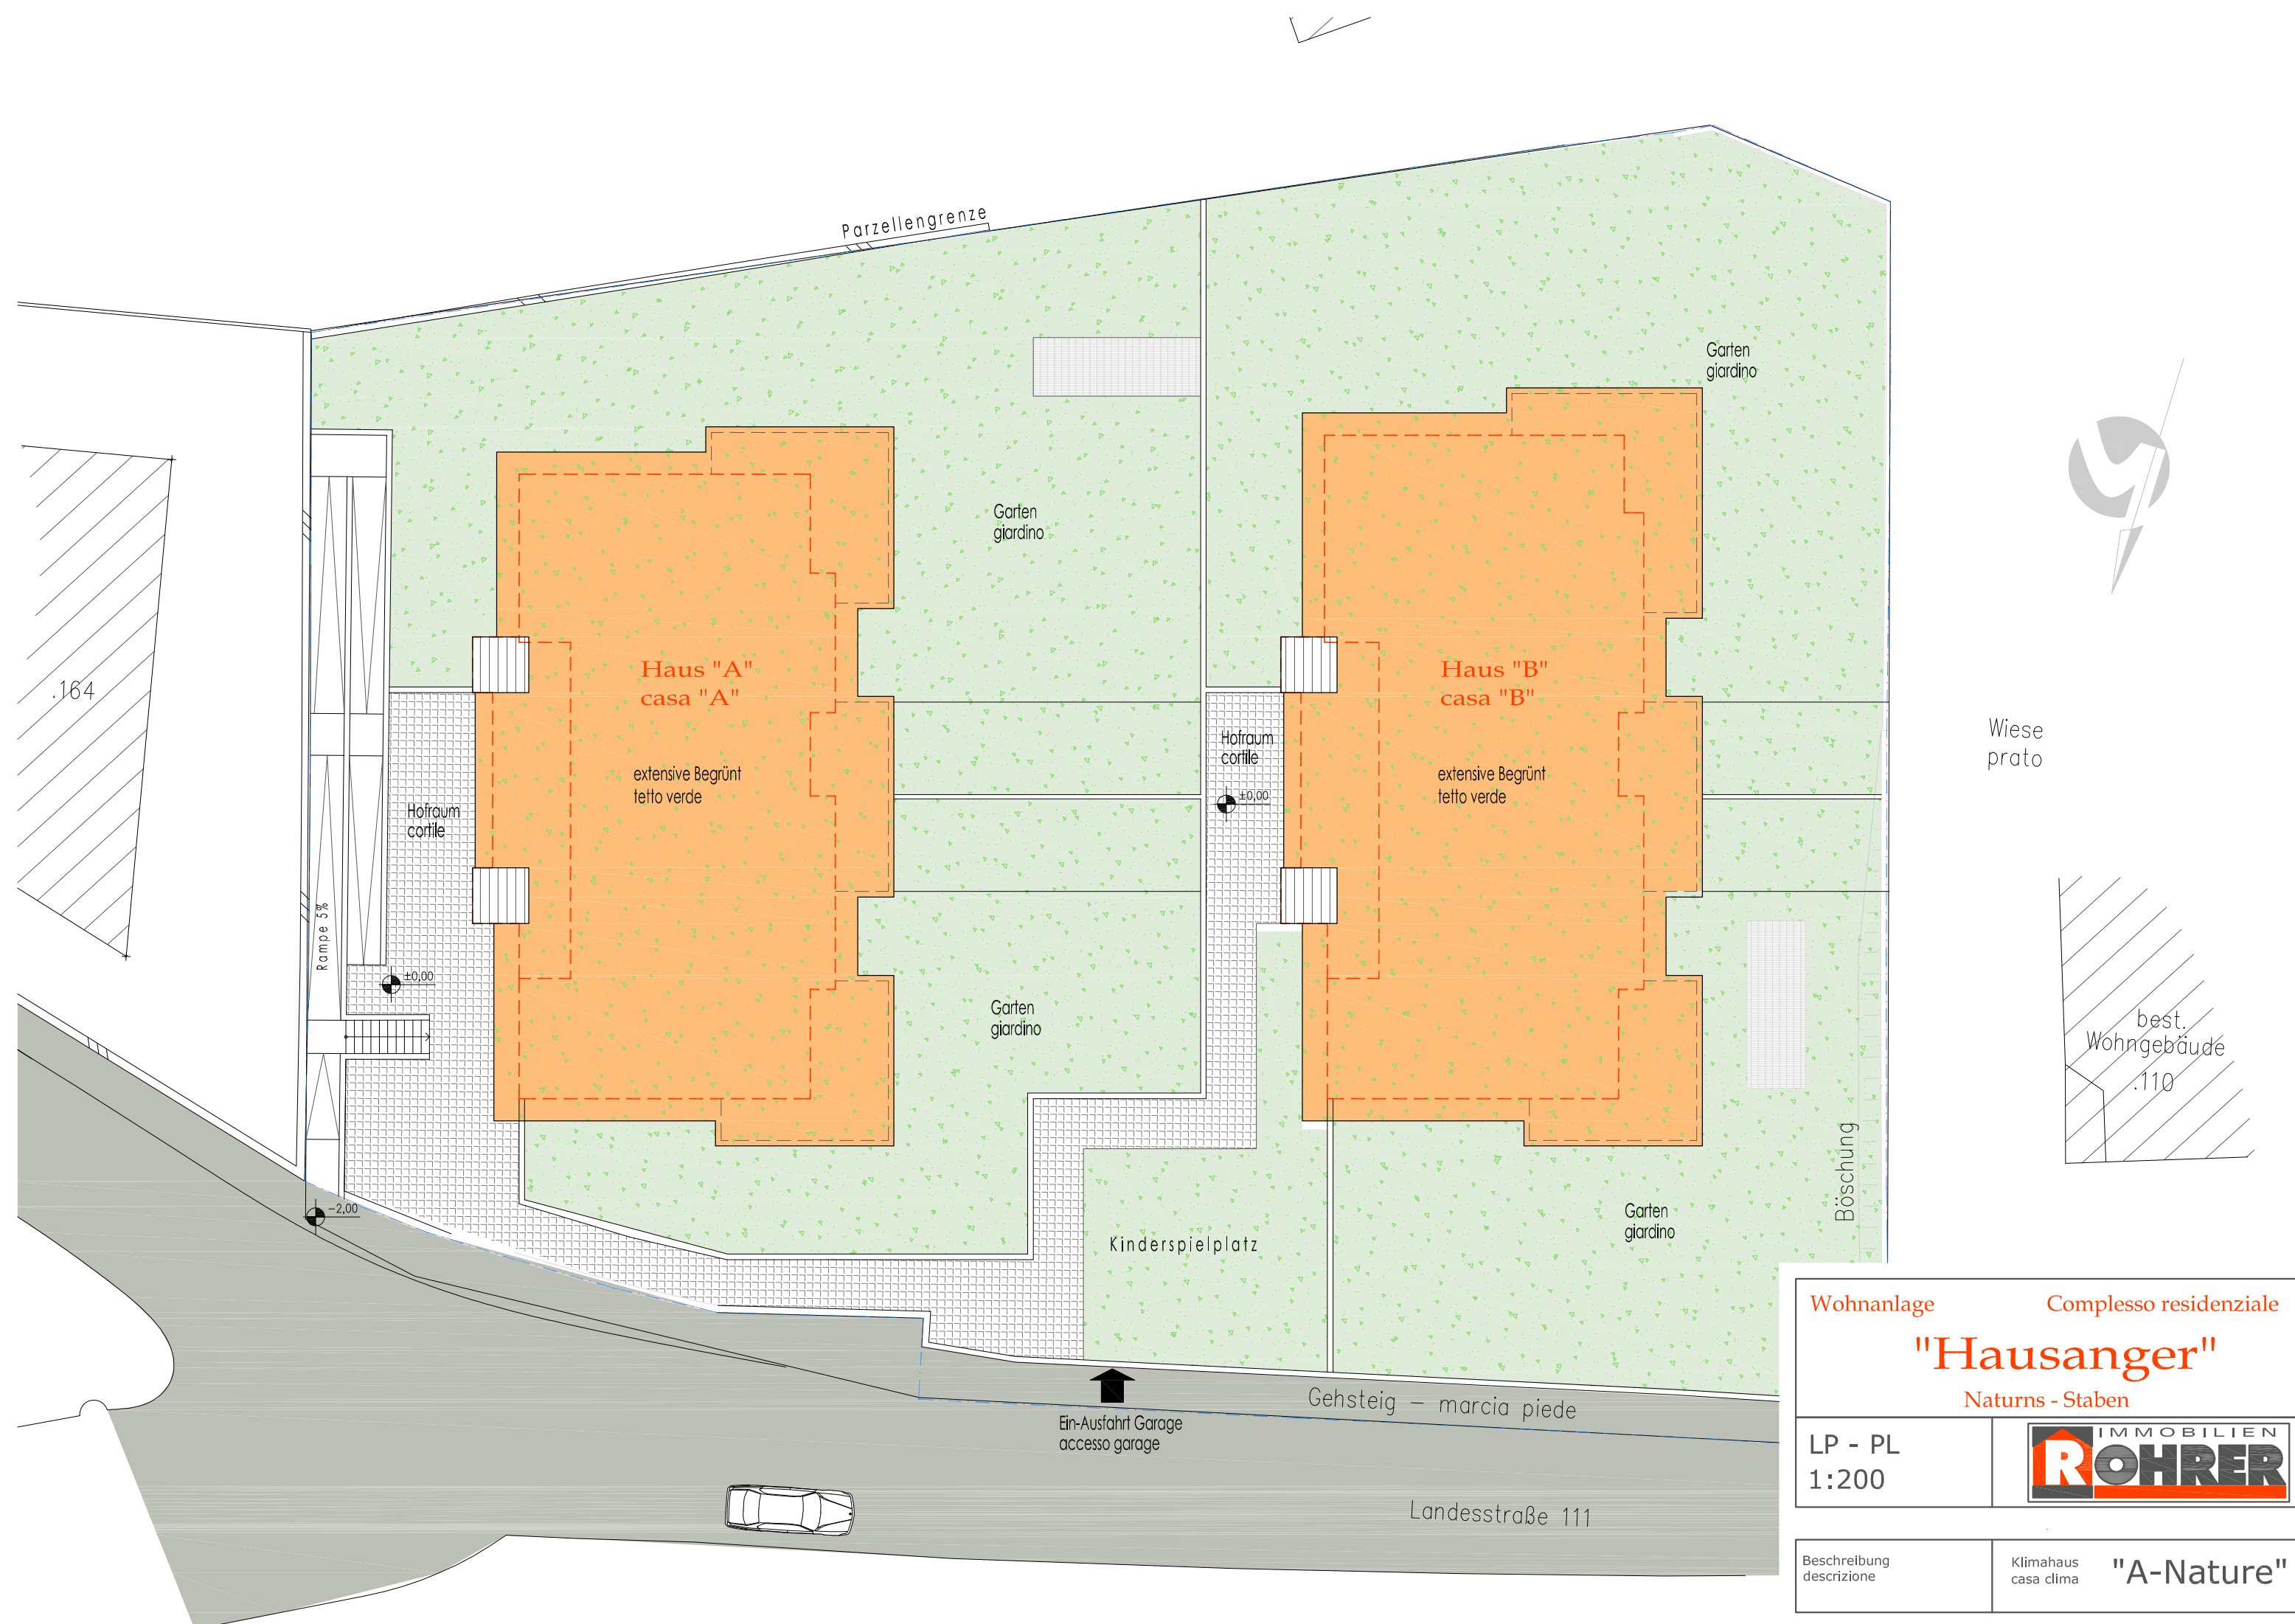 Parzellengrenze
Garten
giardino
Garten
giardino
Haus "A"
casa "A"
Haus "B"
casa "B"
.164
Wiese
prato
Hofraum
cortile
±0,00
extensive Begrünt
tetto verde
extensive Begrünt
tetto verde
Hofraum
cortile
Rampe 5%
±0,00
Garten
giardino
best.
Wohngebäude
.110
Böschung
-2,00
Garten
giardino
Kinderspielplatz
Ein-Ausfahrt Garage
accesso garage
Gehsteig – marcia piede
Landesstraße 111
Wohnanlage
Complesso residenziale
"Hausanger"
Naturns - Staben
LP - PL
1:200
IMMOBILIEN
ROHRER
Beschreibung
descrizione
Klimahaus
casa clima
"A-Nature"